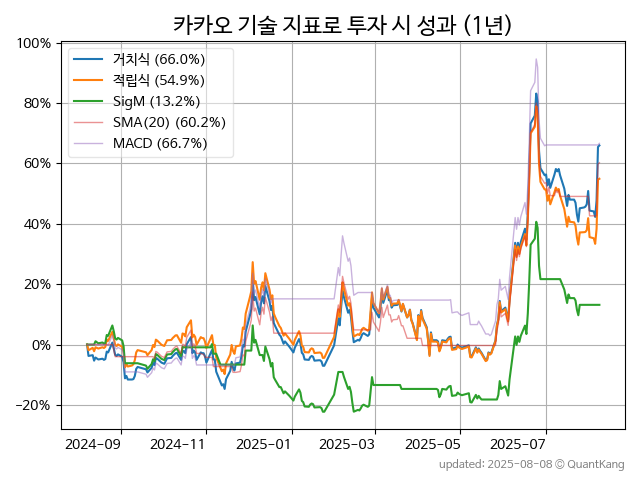 카카오 기술 지표로 투자 시 성과 (1년)
100%
80%
60%
40%
20%
0%
−20%
거치식 (66.0%)
적립식 (54.9%)
SigM (13.2%)
SMA(20) (60.2%)
MACD (66.7%)
2024-09
2024-11
2025-01
2025-03
2025-05
2025-07
updated: 2025-08-08 © QuantKang